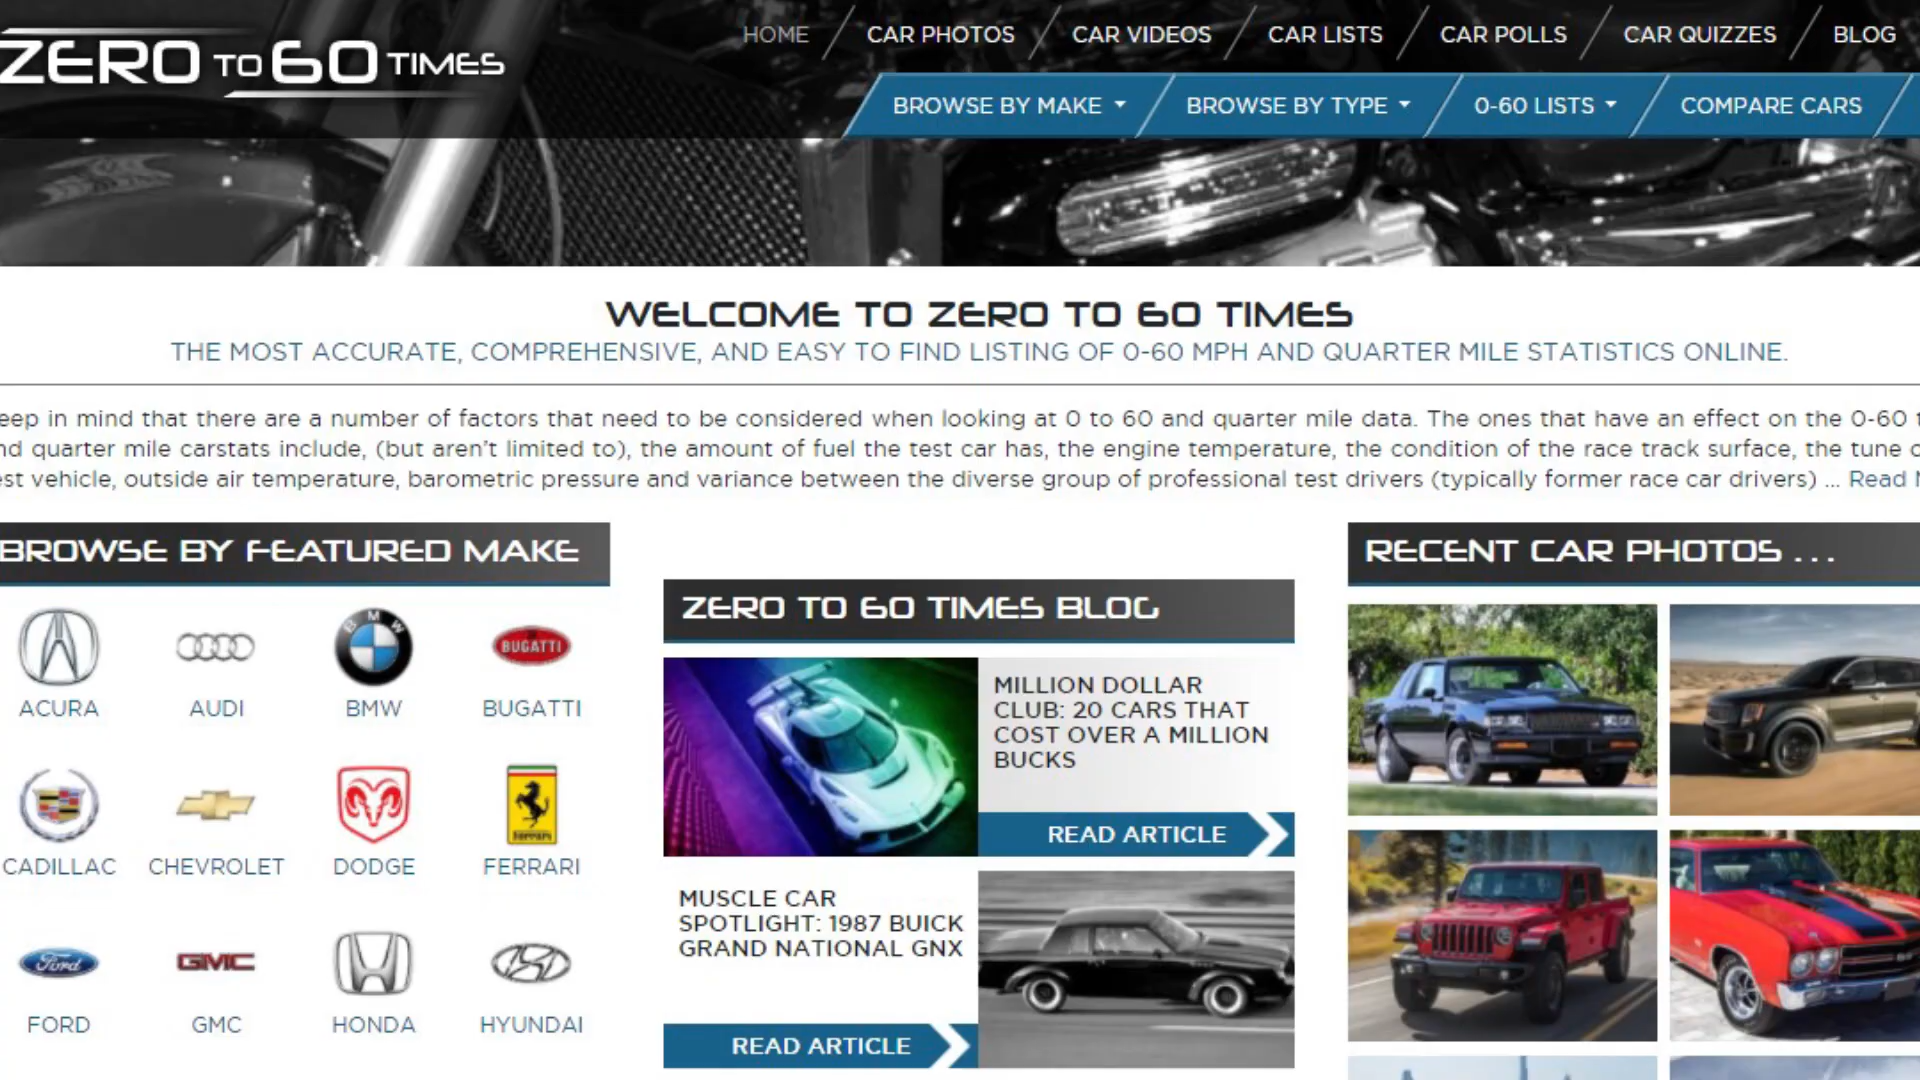 ZERO TO 60 TIMES
HOME
CAR PHOTOS
CAR VIDEOS
CAR LISTS
CAR POLLS
CAR QUIZZES
BLOG
BROWSE BY MAKE
BROWSE BY TYPE
0-60 LISTS
COMPARE CARS
WELCOME TO ZERO TO 60 TIMES
THE MOST ACCURATE, COMPREHENSIVE, AND EASY TO FIND LISTING OF 0-60 MPH AND QUARTER MILE STATISTICS ONLINE.
eep in mind that there are a number of factors that need to be considered when looking at 0 to 60 and quarter mile data. The ones that have an effect on the 0-60
nd quarter mile carstats include, (but aren't limited to), the amount of fuel the test car has, the engine temperature, the condition of the race track surface, the tune
st vehicle, outside air temperature, barometric pressure and variance between the diverse group of professional test drivers (typically former race car drivers) ... Read
BROWSE BY FEATURED MAKE
BMW
BUGATTI
ACURA
AUDI
BMW
BUGATTI
Ferrari
CADILLAC
CHEVROLET
DODGE
FERRARI
Ford
GMC
FORD
GMC
HONDA
HYUNDAI
ZERO TO 60 TIMES BLOG
MILLION DOLLAR
CLUB: 20 CARS THAT
COST OVER A MILLION
BUCKS
READ ARTICLE
MUSCLE CAR
SPOTLIGHT: 1987 BUICK
GRAND NATIONAL GNX
READ ARTICLE
RECENT CAR PHOTOS ...